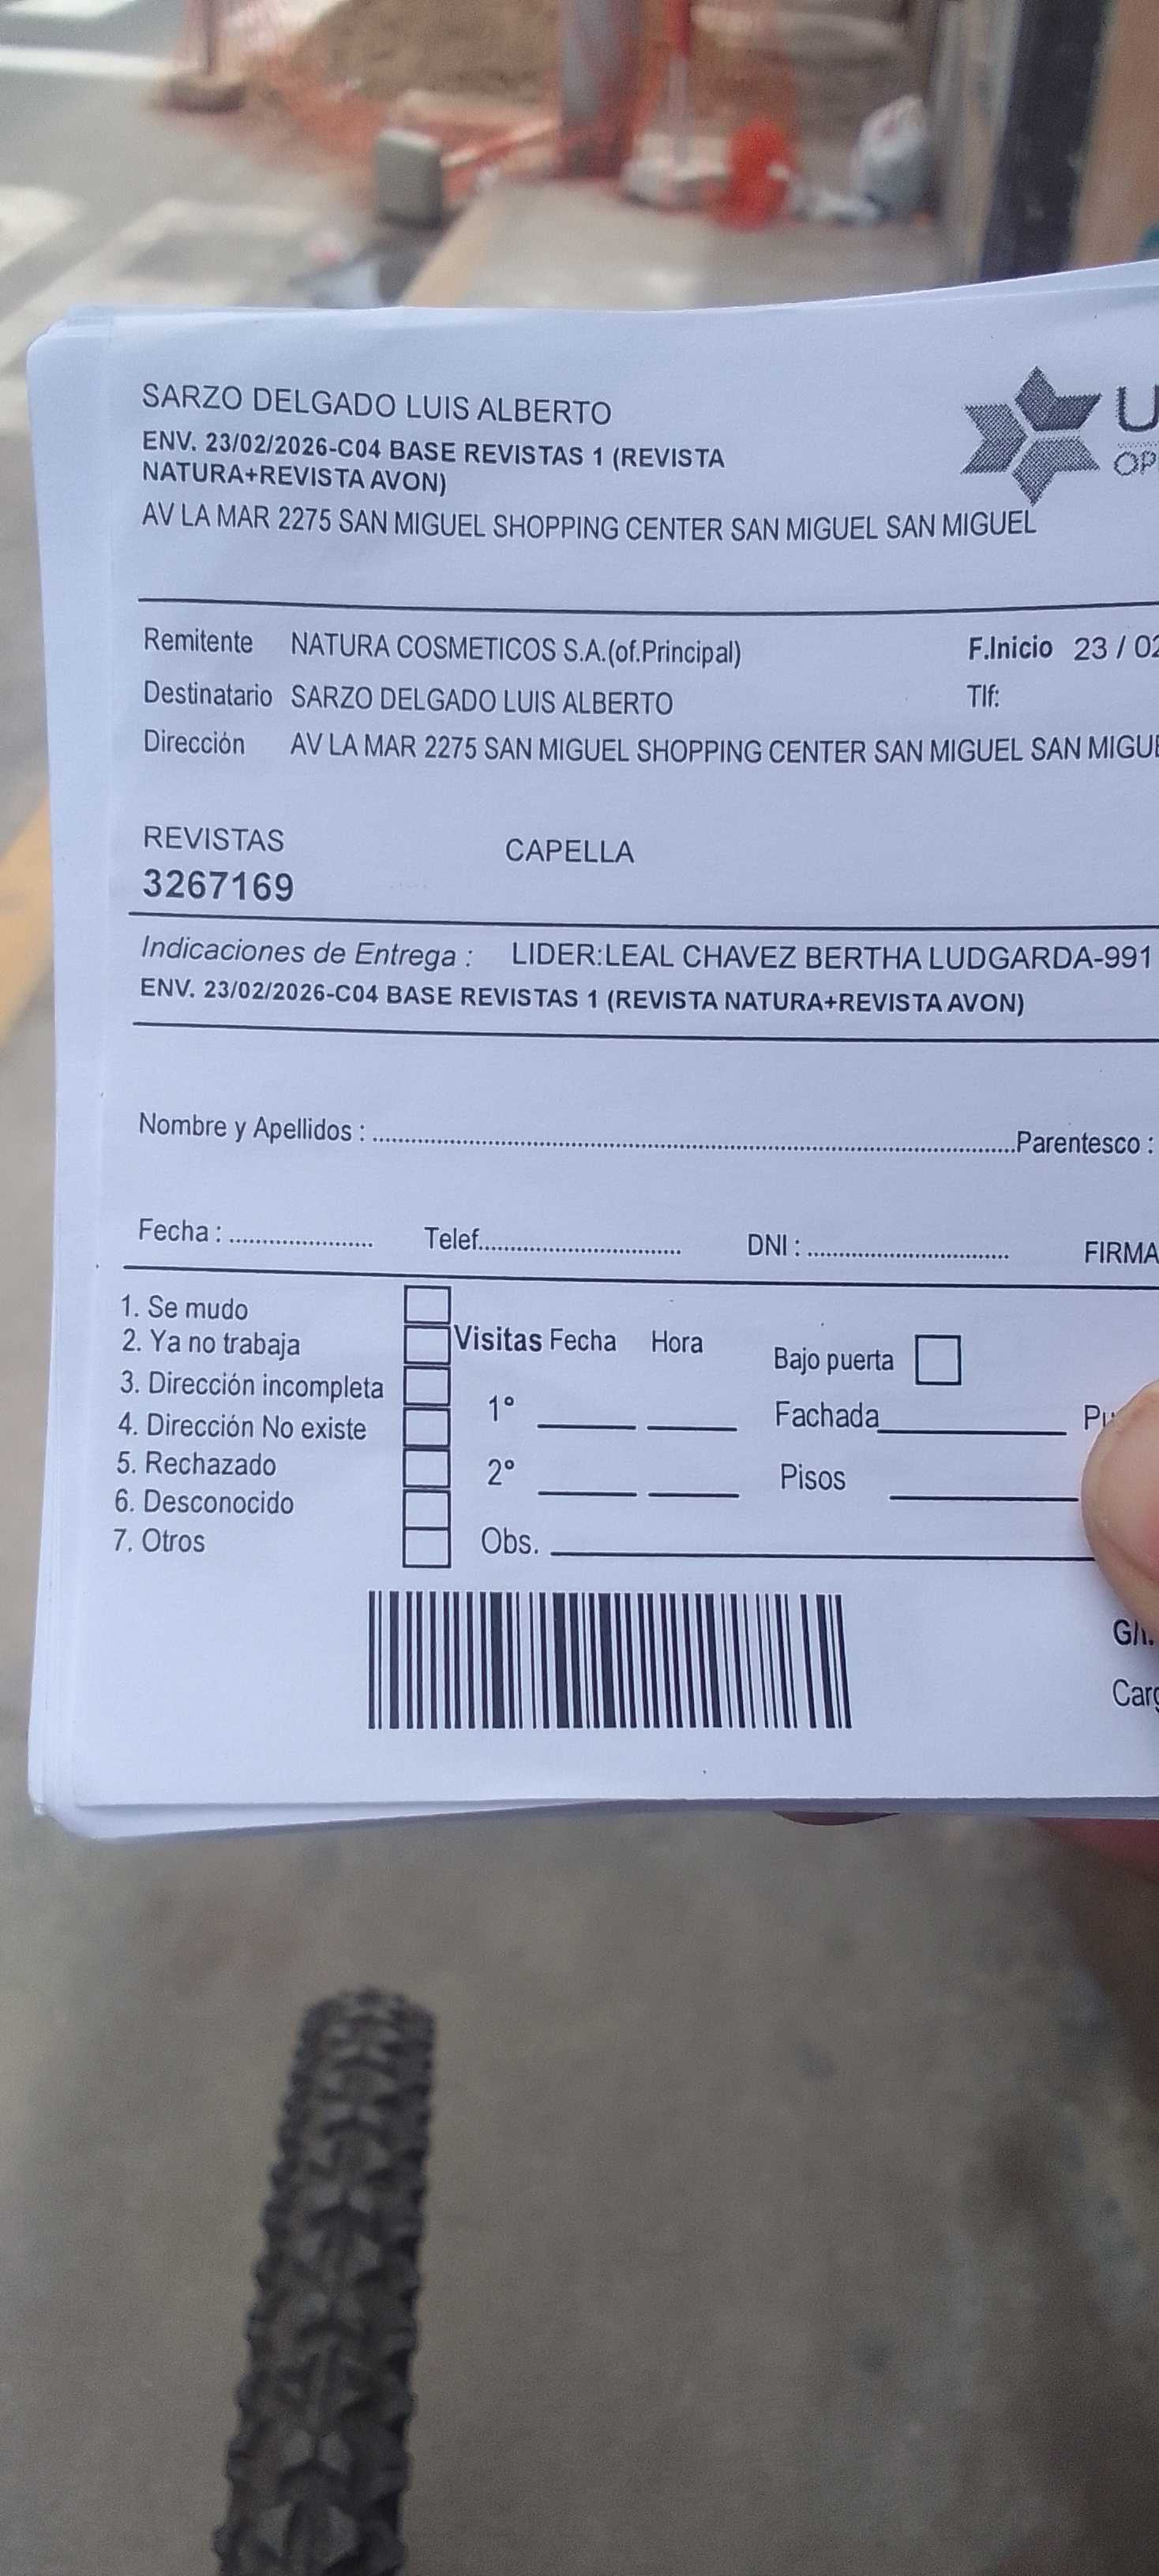 SARZO DELGADO LUIS ALBERTO
ENV. 23/02/2026-C04 BASE REVISTAS 1 (REVISTA
NATURA+REVISTA AVON)
AV LA MAR 2275 SAN MIGUEL SHOPPING CENTER SAN MIGUEL SAN MIGUEL
Remitente NATURA COSMETICOS S.A.(of.Principal) F.Inicio 23 / 02
Destinatario SARZO DELGADO LUIS ALBERTO Tlf:
Dirección AV LA MAR 2275 SAN MIGUEL SHOPPING CENTER SAN MIGUEL SAN
REVISTAS CAPELLA
3267169
Indicaciones de Entrega : LIDER:LEAL CHAVEZ BERTHA LUDGARDA-991
ENV. 23/02/2026-C04 BASE REVISTAS 1 (REVISTA NATURA+REVISTA AVON)
Nombre y Apellidos : Parentesco :
Fecha : Telef. DNI : FIRMA
1. Se mudo
2. Ya no trabaja Visitas Fecha Hora Bajo puerta
3. Dirección incompleta 1° Fachada
4. Dirección No existe
5. Rechazado 2° Pisos
6. Desconocido
7. Otros Obs.